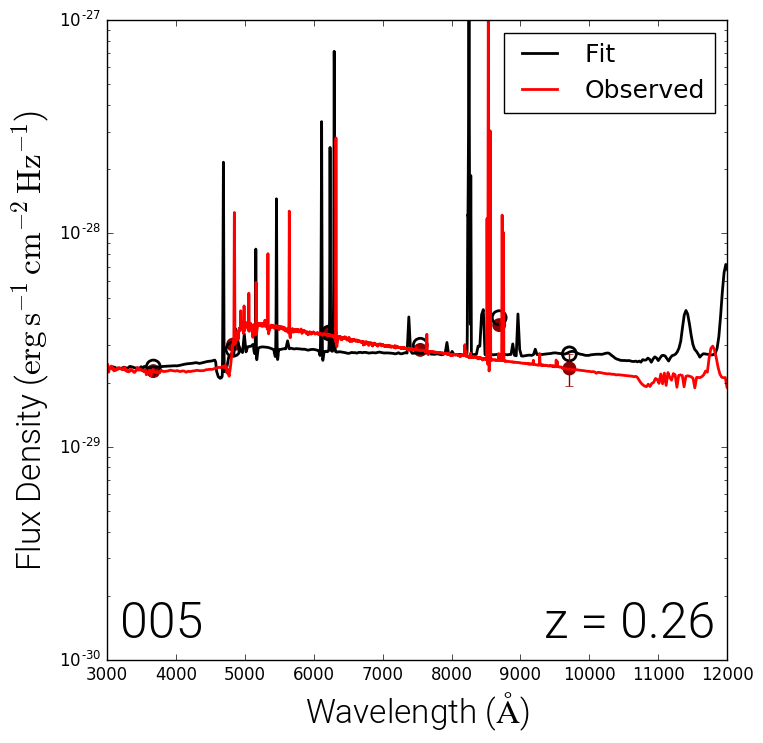 10^-27
10^-28
10^-29
10^-30
Flux Density (erg s^−1 cm^−2 Hz^−1)
Fit
Observed
005
z = 0.26
3000 4000 5000 6000 7000 8000 9000 10000 11000 12000
Wavelength (Å)